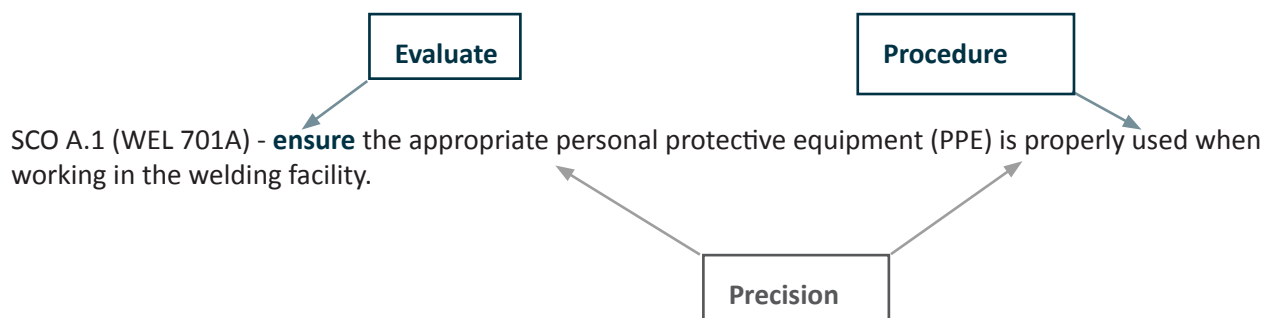 Evaluate
Procedure
SCO A.1 (WEL 701A) - ensure the appropriate personal protective equipment (PPE) is properly used when
working in the welding facility.
Precision